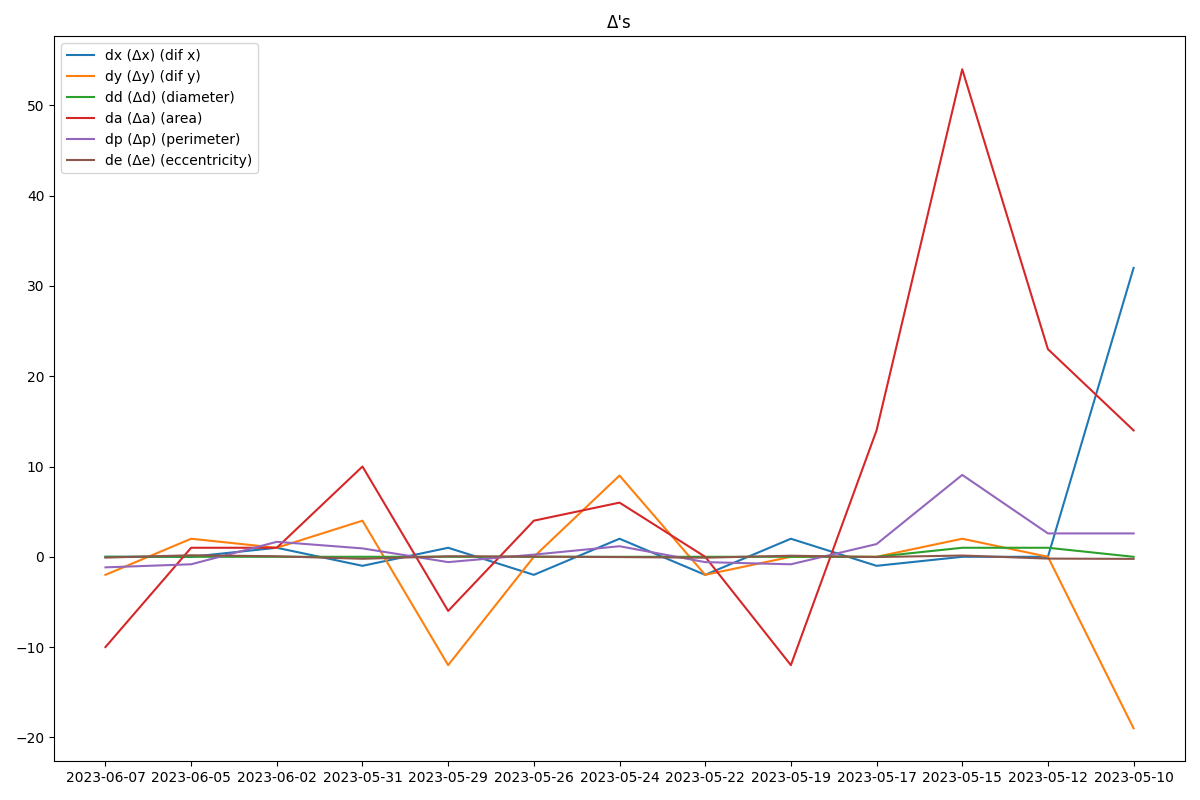 Δ's
dx (Δx) (dif x)
dy (Δy) (dif y)
dd (Δd) (diameter)
da (Δa) (area)
dp (Δp) (perimeter)
de (Δe) (eccentricity)
50
40
30
20
10
0
−10
−20
2023-06-07 2023-06-05 2023-06-02 2023-05-31 2023-05-29 2023-05-26 2023-05-24 2023-05-22 2023-05-19 2023-05-17 2023-05-15 2023-05-12 2023-05-10